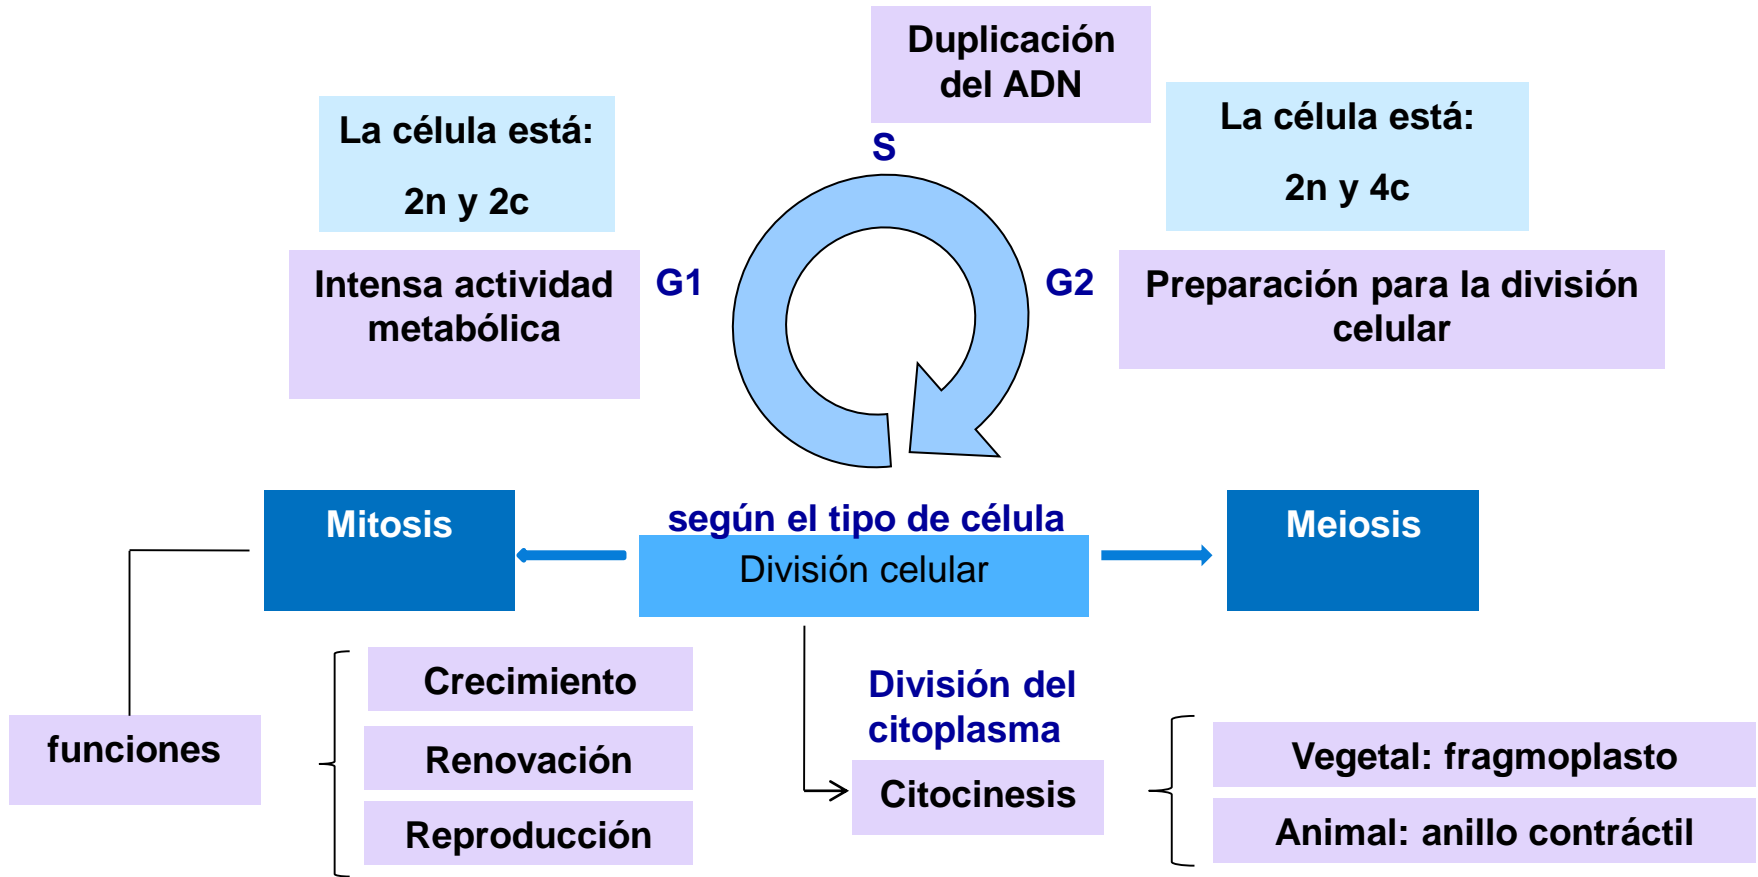 Duplicación
del ADN
La célula está:
2n y 2c
S
La célula está:
2n y 4c
Intensa actividad
metabólica
G1
G2
Preparación para la división
celular
Mitosis
según el tipo de célula
División celular
Meiosis
funciones
Crecimiento
Renovación
Reproducción
División del
citoplasma
Citocinesis
Vegetal: fragmoplasto
Animal: anillo contráctil